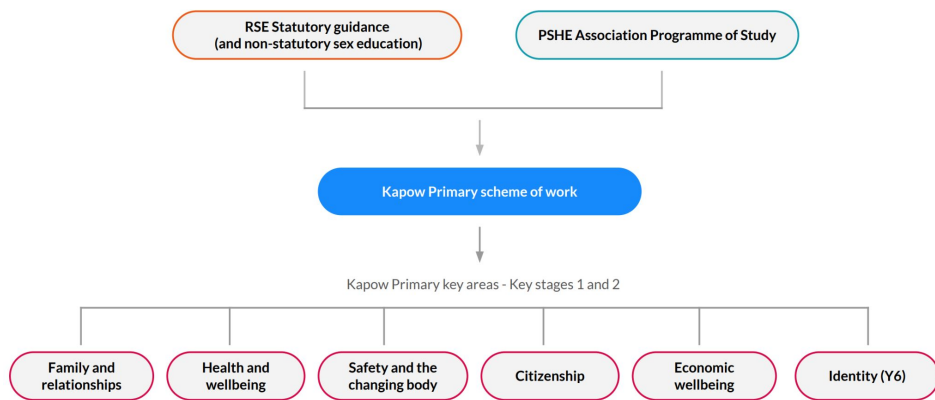 RSE Statutory guidance
(and non-statutory sex education)
PSHE Association Programme of Study
Kapow Primary scheme of work
Kapow Primary key areas - Key stages 1 and 2
Family and
relationships
Health and
wellbeing
Safety and the
changing body
Citizenship
Economic
wellbeing
Identity (Y6)